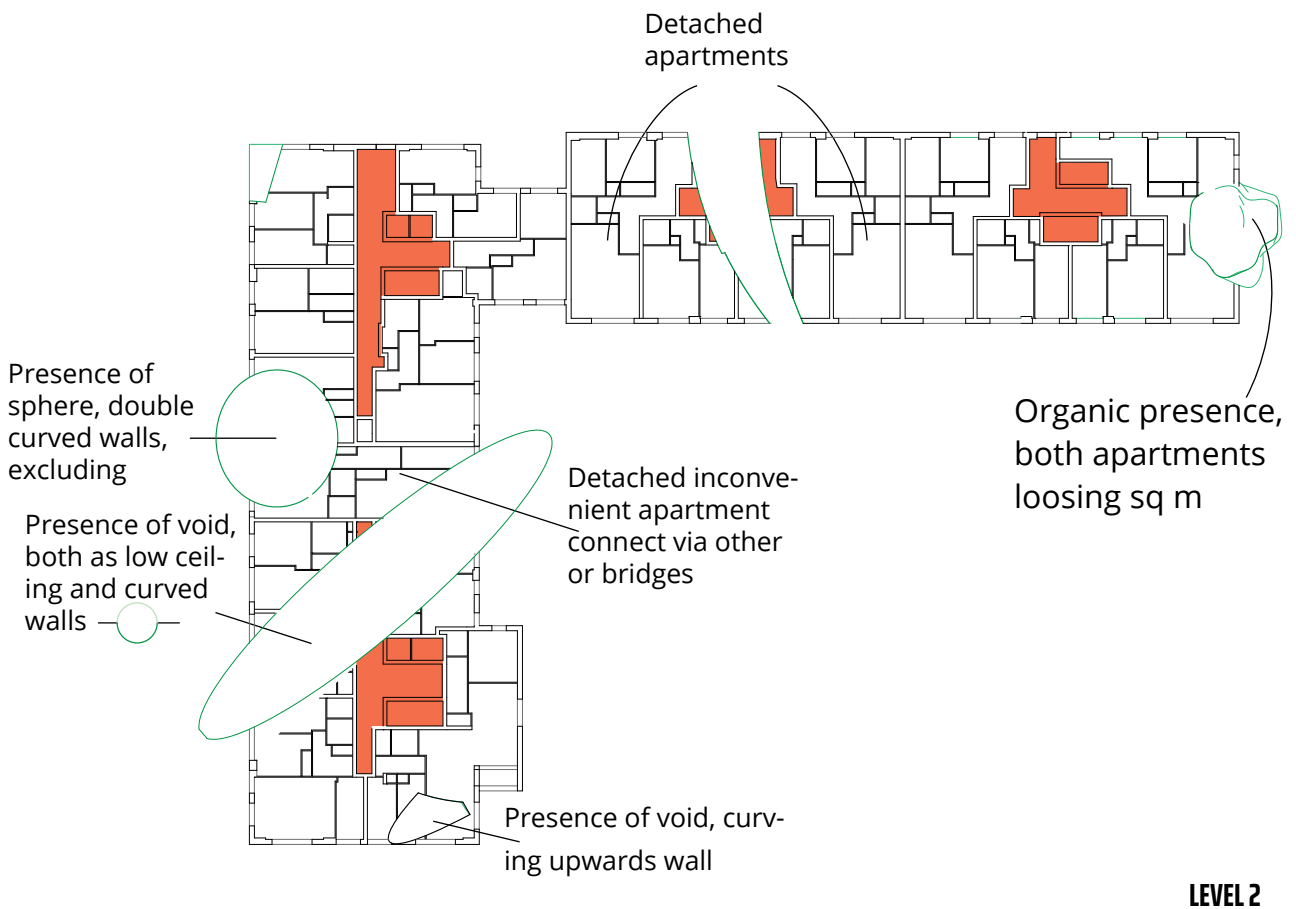 Detached
apartments
Presence of
sphere, double
curved walls,
excluding
Organic presence,
both apartments
loosing sq m
Detached inconve-
nient apartment
connect via other
or bridges
Presence of void,
both as low ceil-
ing and curved
walls
Presence of void, curv-
ing upwards wall
LEVEL 2